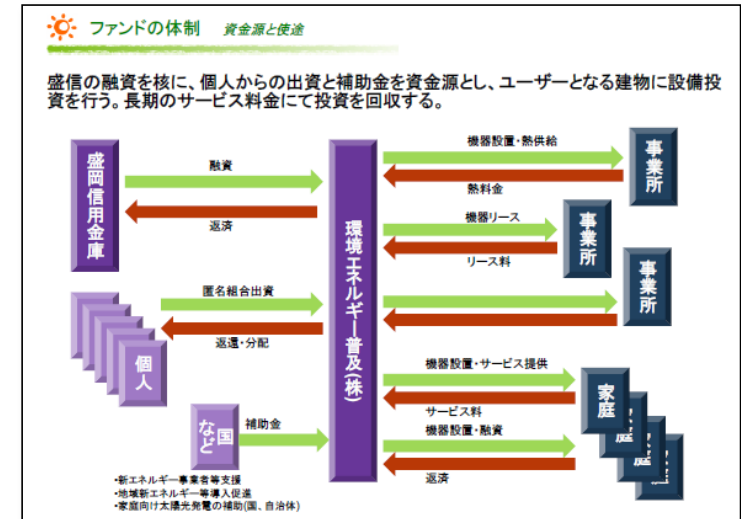 ファンドの体制 資金源と使途
盛信の融資を核に、個人からの出資と補助金を資金源とし、ユーザーとなる建物に設備投
資を行う。長期のサービス料金にて投資を回収する。
盛岡信用金庫
融資
返済
匿名組合出資
返還・分配
個人
国など
補助金
・新エネルギー事業者等支援
・地域新エネルギー等導入促進
・家庭向け太陽光発電の補助(国、自治体)
環境エネルギー普及(株)
機器設置・熱供給
熱料金
事業所
機器リース
リース料
事業所
事業所
機器設置・サービス提供
サービス料
機器設置・融資
返済
家庭
庭
庭
庭